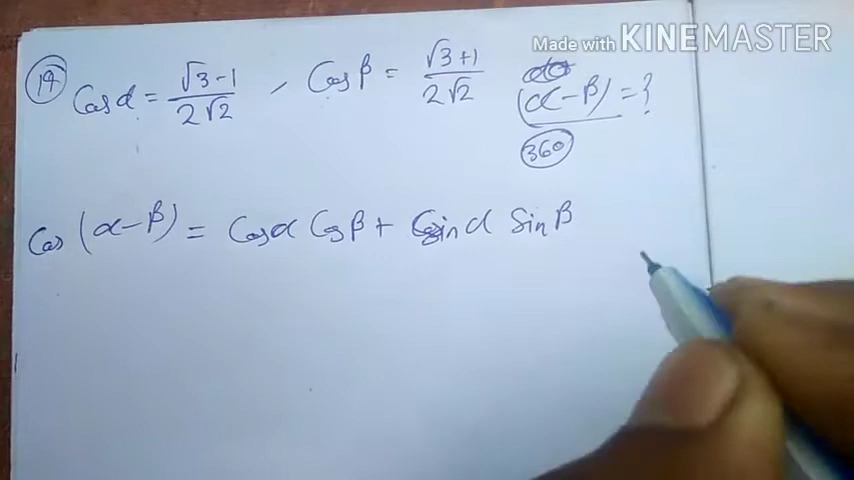 Made with KINEMASTER
(19) Cos α = (√3-1)/(2√2) , Cos β = (√3+1)/(2√2) (α-β) = ?
(360)
Cos (α-β) = Cos α Cos β + Sin α Sin β